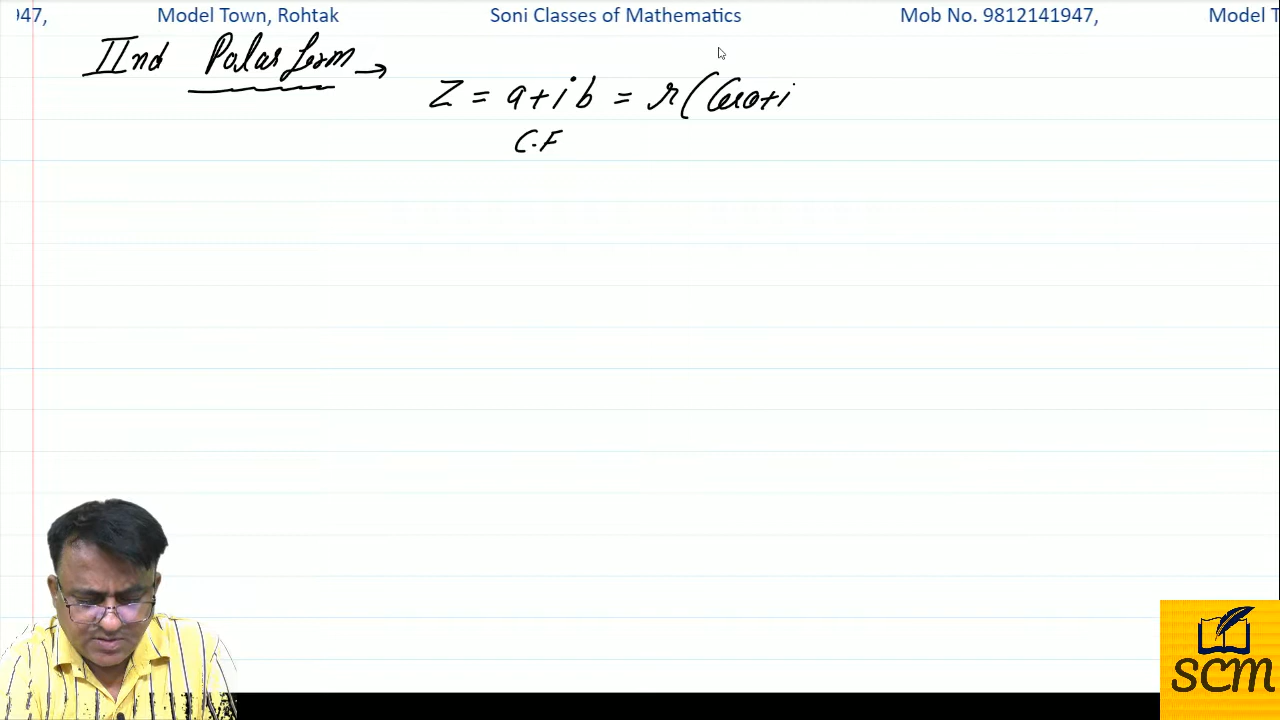 947, Model Town, Rohtak Soni Classes of Mathematics Mob No. 9812141947, Model T
IInd Polar form →
Z = a+ib = r(Cosθ+i
C.F
SCM